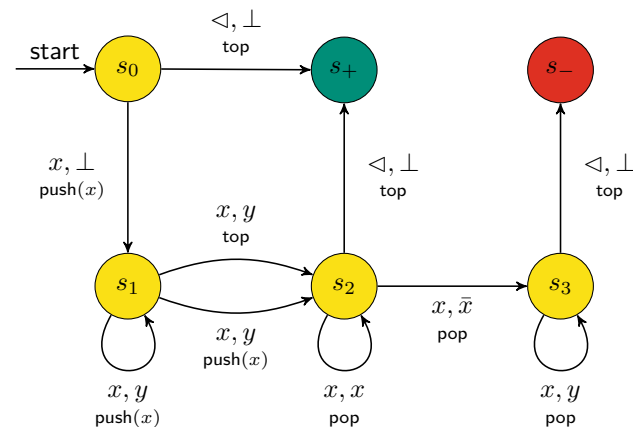 ◁, ⊥
top
start
s₀
s₊
s₋
x, ⊥
push(x)
◁, ⊥
top
◁, ⊥
top
x, y
top
s₁
s₂
s₃
x, y
push(x)
x, x̄
pop
x, y
push(x)
x, x
pop
x, y
pop